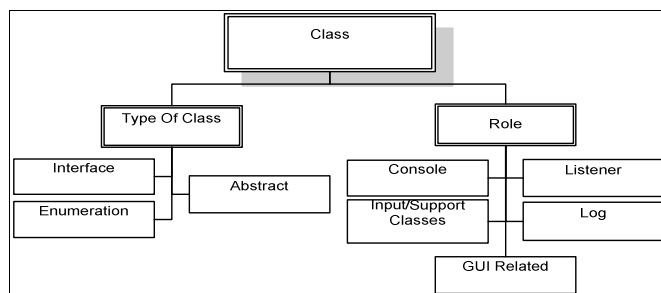 Class
Type Of Class
Role
Interface
Abstract
Enumeration
Console
Listener
Input/Support
Classes
Log
GUI Related